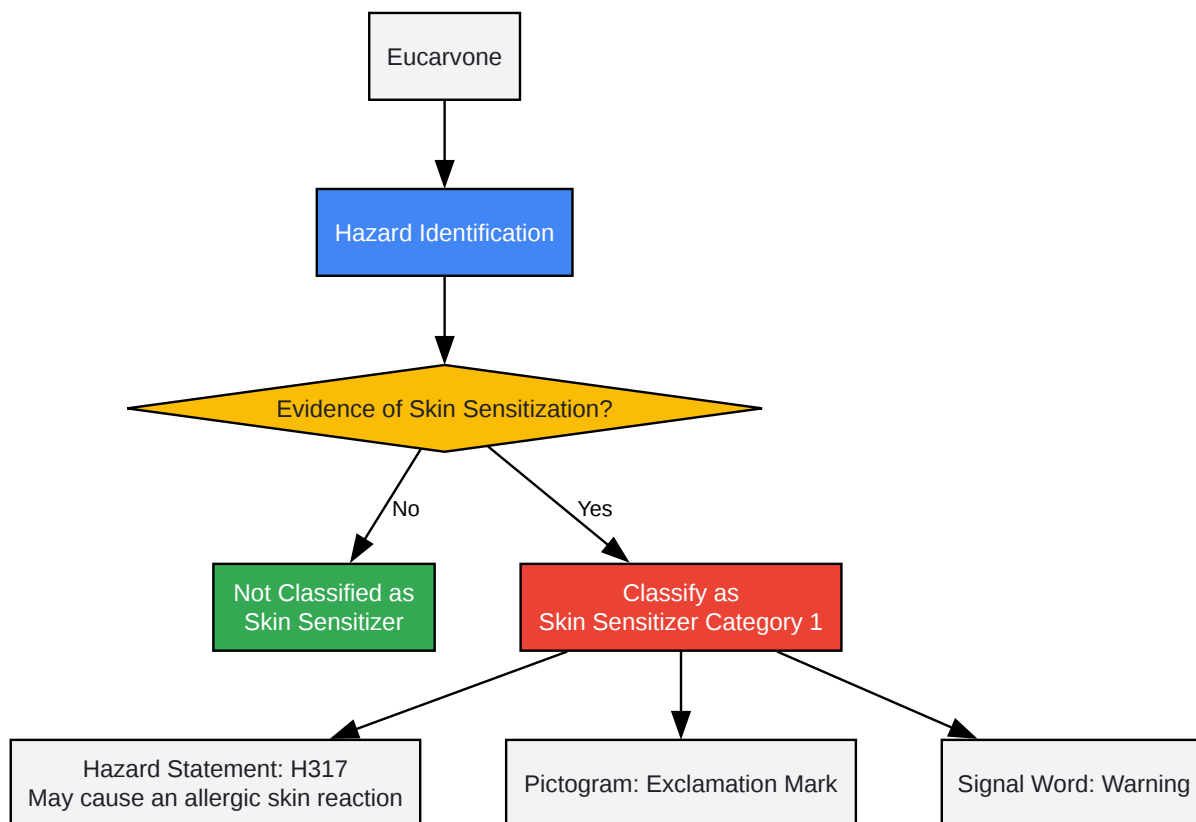 Eucarvone
Hazard Identification
Evidence of Skin Sensitization?
No
Yes
Not Classified as
Skin Sensitizer
Classify as
Skin Sensitizer Category 1
Hazard Statement: H317
May cause an allergic skin reaction
Pictogram: Exclamation Mark
Signal Word: Warning